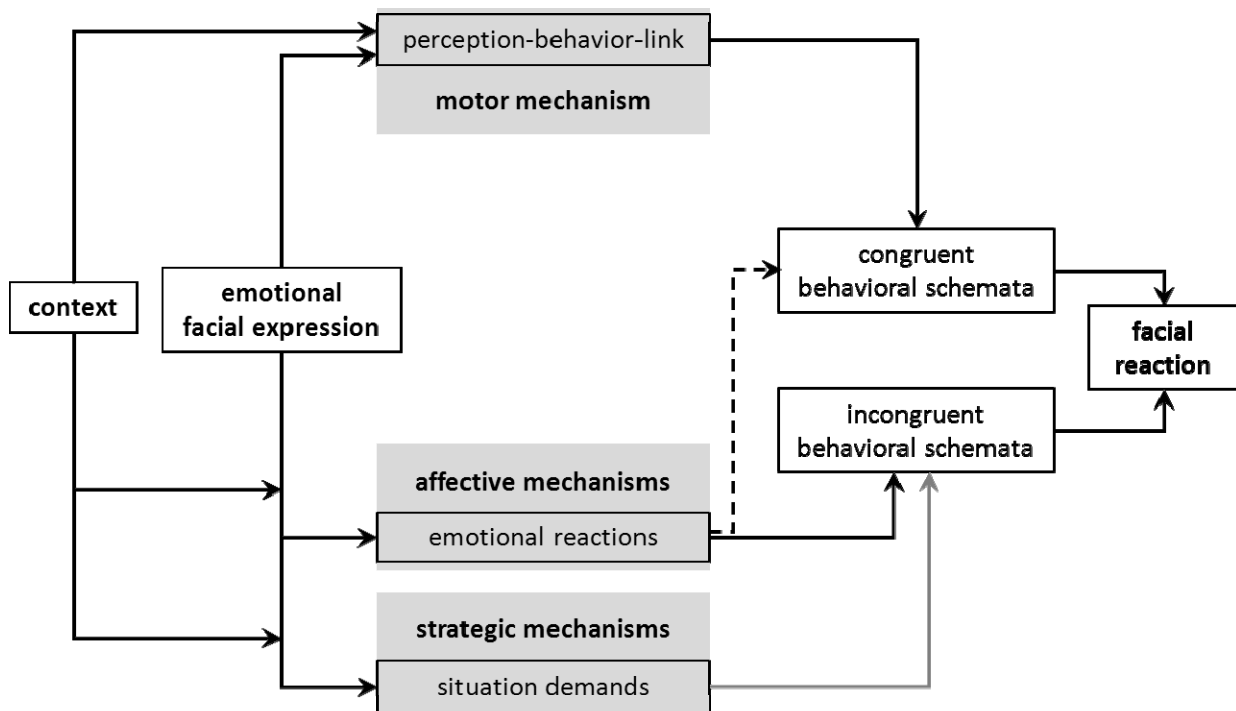 perception-behavior-link
motor mechanism
context
emotional
facial expression
congruent
behavioral schemata
facial
reaction
incongruent
behavioral schemata
affective mechanisms
emotional reactions
strategic mechanisms
situation demands